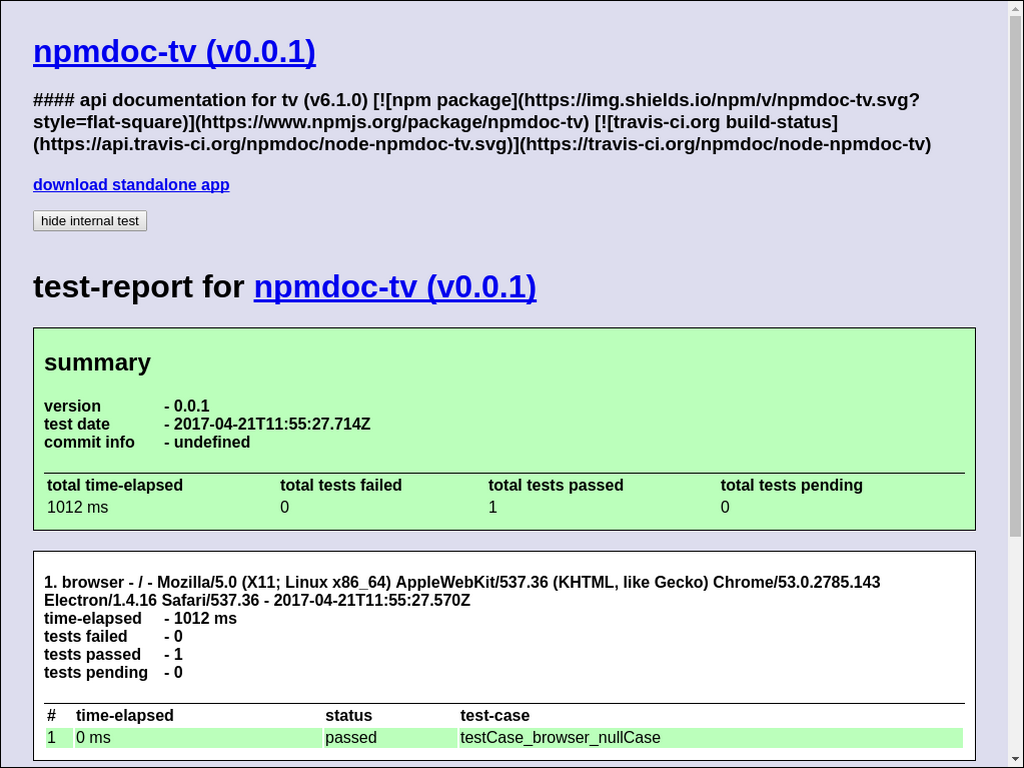 npmdoc-tv (v0.0.1)
#### api documentation for tv (v6.1.0) [![npm package](https://img.shields.io/npm/v/npmdoc-tv.svg?
style=flat-square)](https://www.npmjs.org/package/npmdoc-tv) [![travis-ci.org build-status]
(https://api.travis-ci.org/npmdoc/node-npmdoc-tv.svg)](https://travis-ci.org/npmdoc/node-npmdoc-tv)
download standalone app
hide internal test
test-report for npmdoc-tv (v0.0.1)
summary
version - 0.0.1
test date - 2017-04-21T11:55:27.714Z
commit info - undefined
total time-elapsed total tests failed total tests passed total tests pending
1012 ms 0 1 0
1. browser - / - Mozilla/5.0 (X11; Linux x86_64) AppleWebKit/537.36 (KHTML, like Gecko) Chrome/53.0.2785.143
Electron/1.4.16 Safari/537.36 - 2017-04-21T11:55:27.570Z
time-elapsed - 1012 ms
tests failed - 0
tests passed - 1
tests pending - 0
# time-elapsed status test-case
1 0 ms passed testCase_browser_nullCase